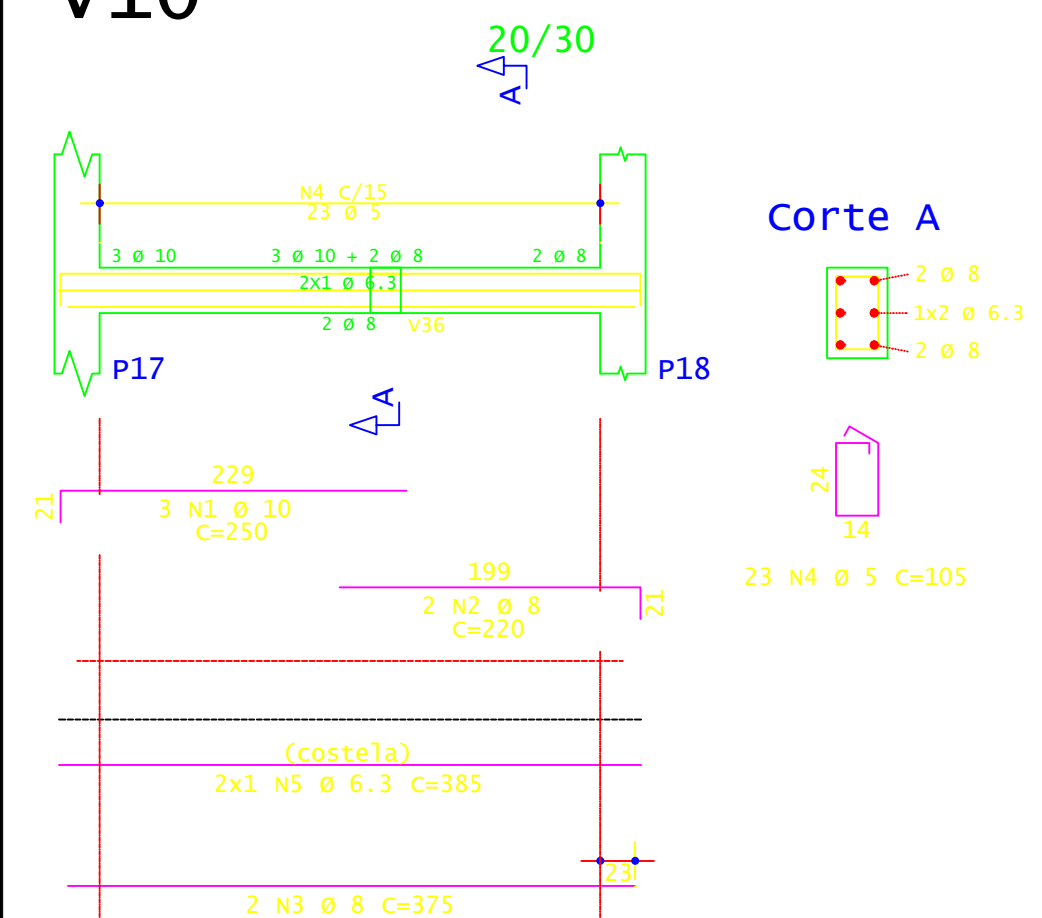 V10
20/30
A
N4 C/15
23 Ø 5
3 Ø 10
3 Ø 10 + 2 Ø 8
2 Ø 8
2X1 Ø 6.3
2 Ø 8
V36
P17
P18
A
Corte A
2 Ø 8
1x2 Ø 6.3
2 Ø 8
229
21
3 N1 Ø 10
C=250
24
14
23 N4 Ø 5 C=105
199
2 N2 Ø 8
C=220
21
(costela)
2x1 N5 Ø 6.3 C=385
23
2 N3 Ø 8 C=375